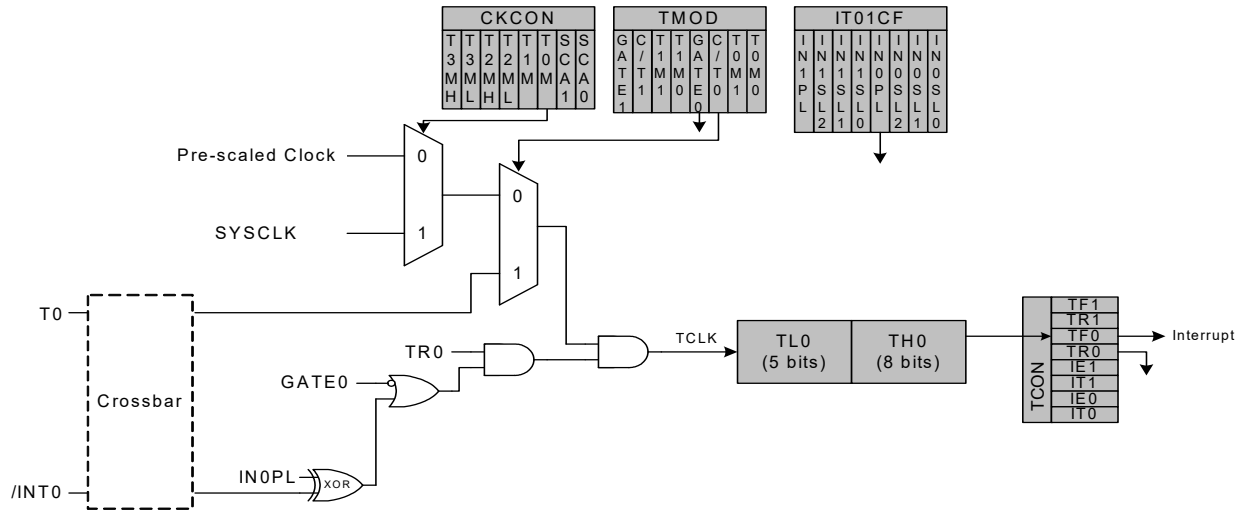 CKCON
T3MH
T3ML
T2MH
T2ML
T1M
T0M
SCA1
SCA0
TMOD
GATE1
C/T1
T1M1
T1M0
GATE0
C/T0
T0M1
T0M0
IT01CF
IN1PL
IN1SL2
IN1SL1
IN1SL0
IN0PL
IN0SL2
IN0SL1
IN0SL0
Pre-scaled Clock
0
SYSCLK
1
0
1
T0
Crossbar
TR0
GATE0
IN0PL
XOR
/INT0
TCLK
TL0
(5 bits)
TH0
(8 bits)
TCON
TF1
TR1
TF0
TR0
IE1
IT1
IE0
IT0
Interrupt